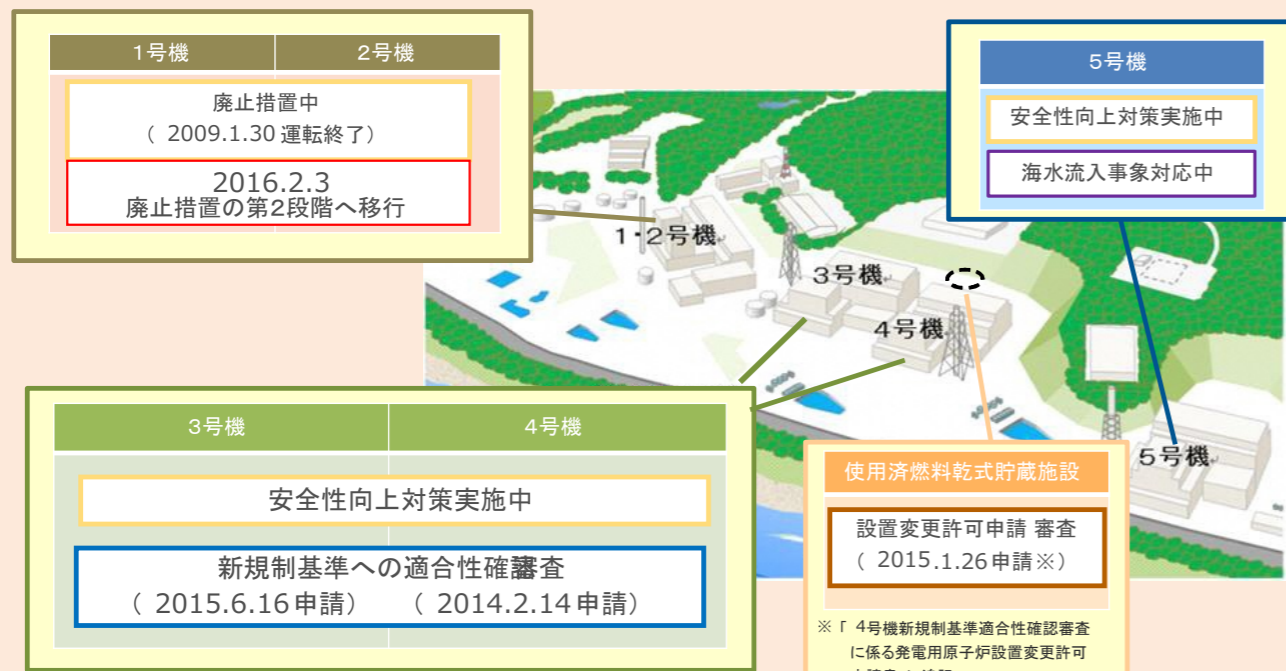 1号機 2号機
廃止措置中
( 2009.1.30 運転終了)
2016.2.3
廃止措置の第2段階へ移行
5号機
安全性向上対策実施中
海水流入事象対応中
1・2号機
3号機
4号機
5号機
3号機 4号機
安全性向上対策実施中
新規制基準への適合性確認審査
( 2015.6.16申請) ( 2014.2.14申請)
使用済燃料乾式貯蔵施設
設置変更許可申請 審査
( 2015.1.26申請※)
※「 4号機新規制基準適合性確認審査
に係る発電用原子炉設置変更許可